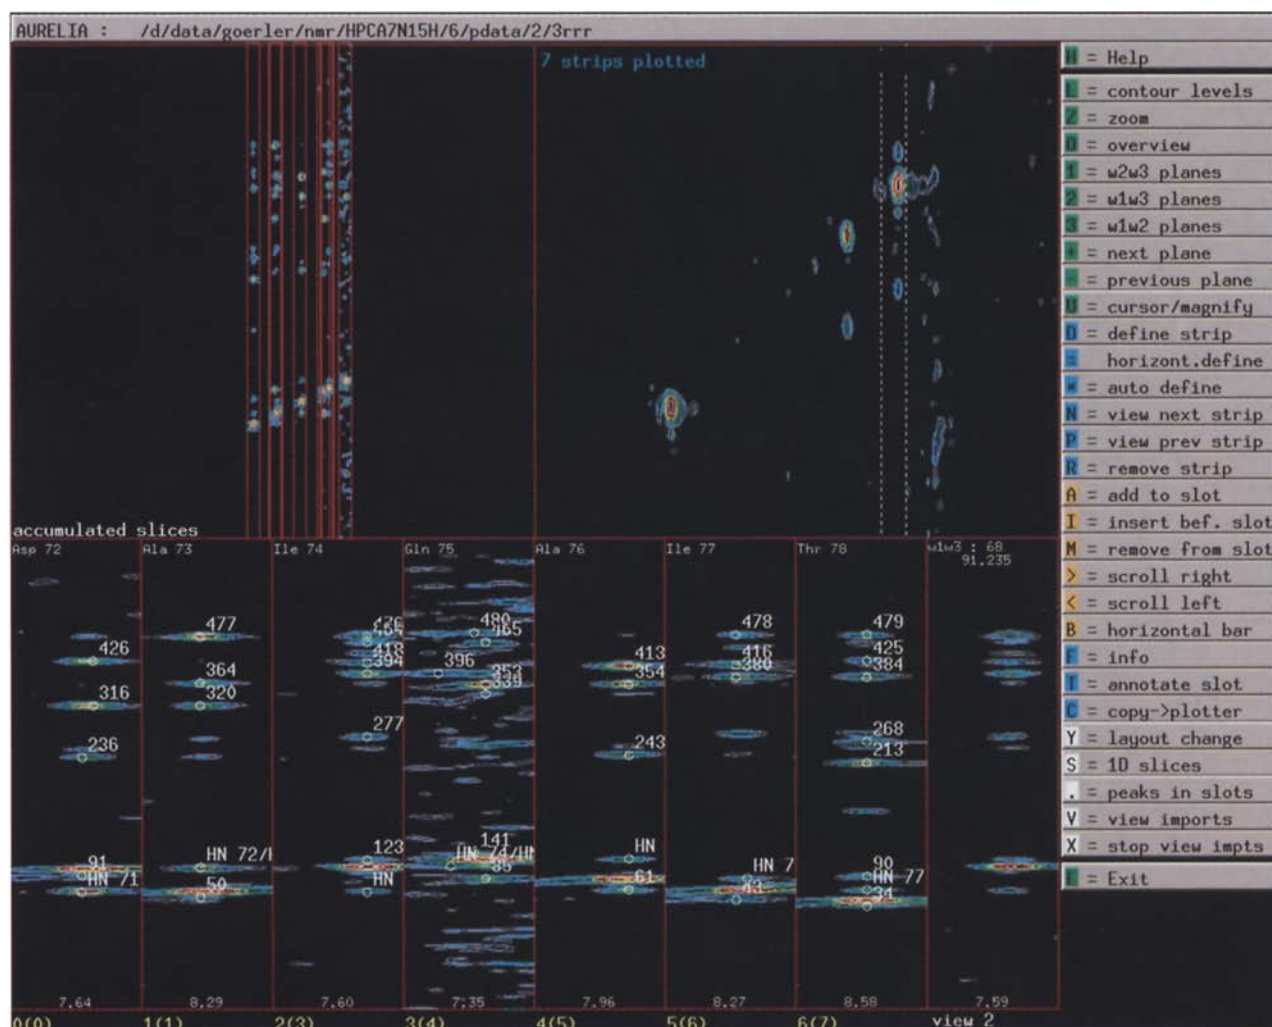 AURELIA : /d/data/goerler/nmr/HPCA7N15H/6/pdata/2/3rrr
7 strips plotted
H = Help
L = contour levels
Z = zoom
O = overview
1 = w2w3 planes
2 = w1w3 planes
3 = w1w2 planes
+ = next plane
- = previous plane
U = cursor/magnify
D = define strip
= horizont.define
* = auto define
N = view next strip
P = view prev strip
R = remove strip
A = add to slot
I = insert bef. slot
M = remove from slot
> = scroll right
< = scroll left
B = horizontal bar
F = info
T = annotate slot
C = copy->plotter
Y = layout change
S = 1D slices
. = peaks in slots
V = view imports
X = stop view impts
E = Exit
accumulated slices
Asp 72 Ala 73 Ile 74 Gln 75 Ala 76 Ile 77 Thr 78 w1w3 : 68
91.235
426
316
236
91
HN 71
7.64
477
364
320
HN 72/H
50
8.29
418
394
277
123
HN
7.60
480
465
396
353
141
HN 74/HN
85
7.35
413
354
243
HN
61
7.96
478
416
380
HN 7
43
8.27
479
425
384
268
213
90
HN 77
34
8.58
7.59
0(0) 1(1) 2(3) 3(4) 4(5) 5(6) 6(7) view 2